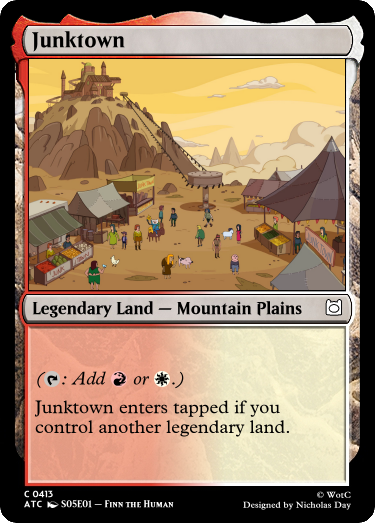 Junktown
Legendary Land — Mountain Plains
(: Add or .)
Junktown enters tapped if you
control another legendary land.
C 0413
© WotC
ATC S05E01 – Finn the Human
Designed by Nicholas Day